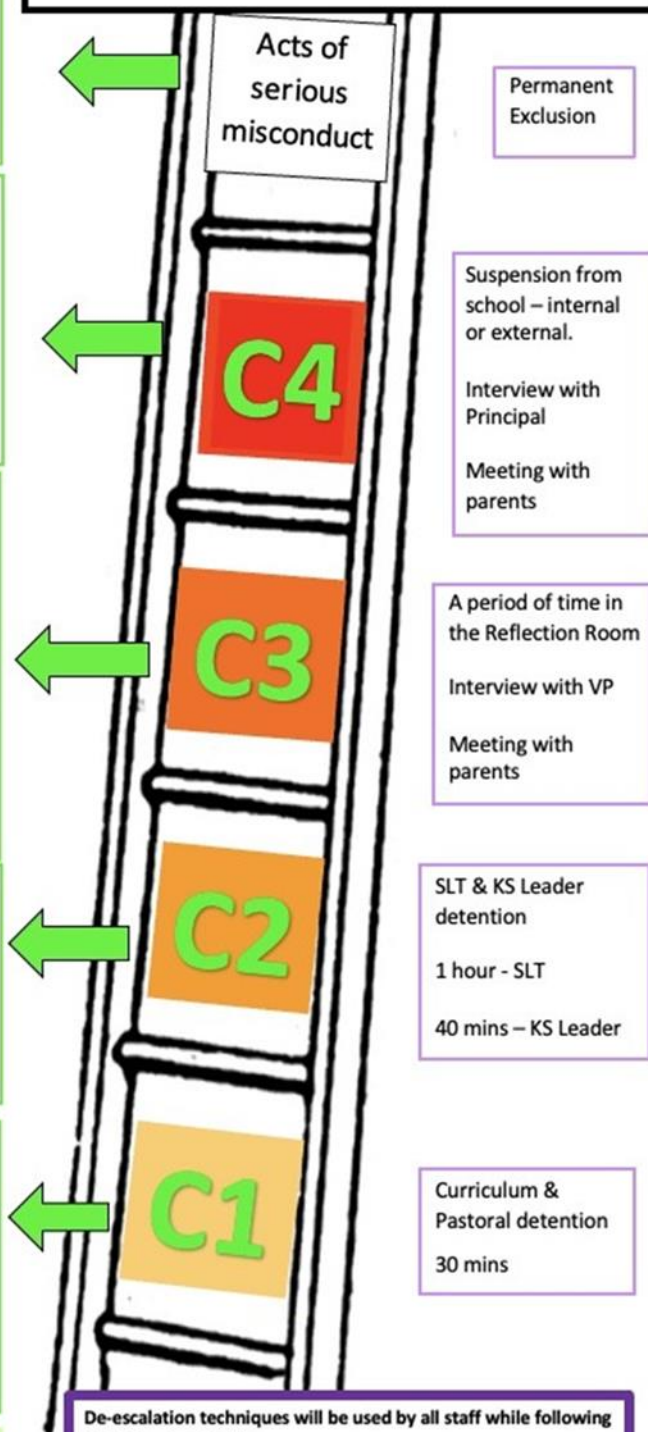 Acts of
serious
misconduct
Permanent
Exclusion
C4
Suspension from
school – internal
or external.
Interview with
Principal
Meeting with
parents
C3
A period of time in
the Reflection Room
Interview with VP
Meeting with
parents
C2
SLT & KS Leader
detention
1 hour - SLT
40 mins – KS Leader
C1
Curriculum &
Pastoral detention
30 mins
De-escalation techniques will be used by all staff while following